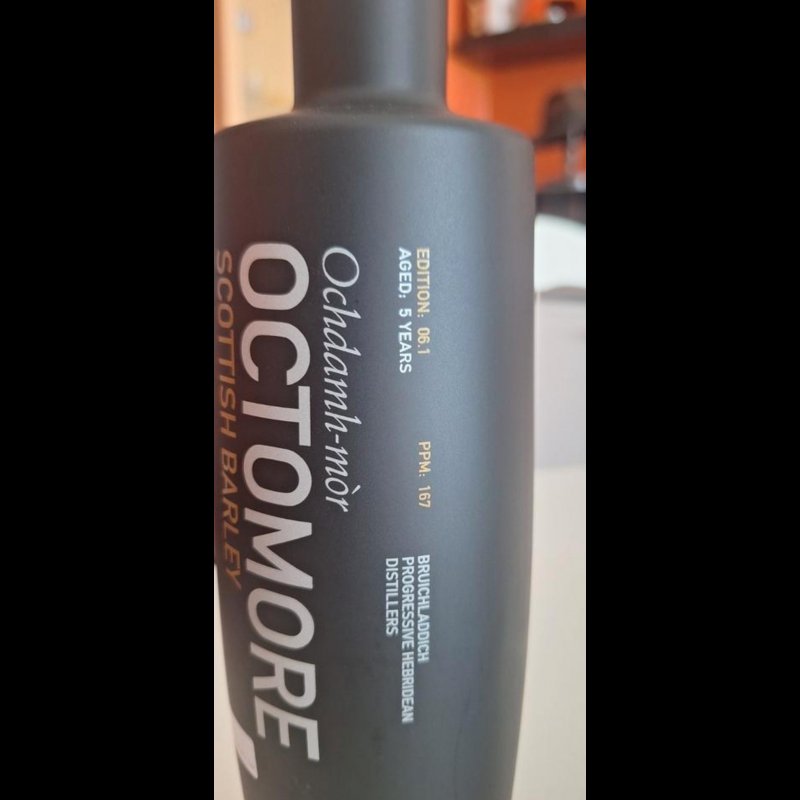 EDITION: 06.1
AGED: 5 YEARS
PPM: 167
BRUICHLADDICH
PROGRESSIVE HEBRIDEAN
DISTILLERS
Ochdamh-mòr
OCTOMORE
SCOTTISH BARLEY